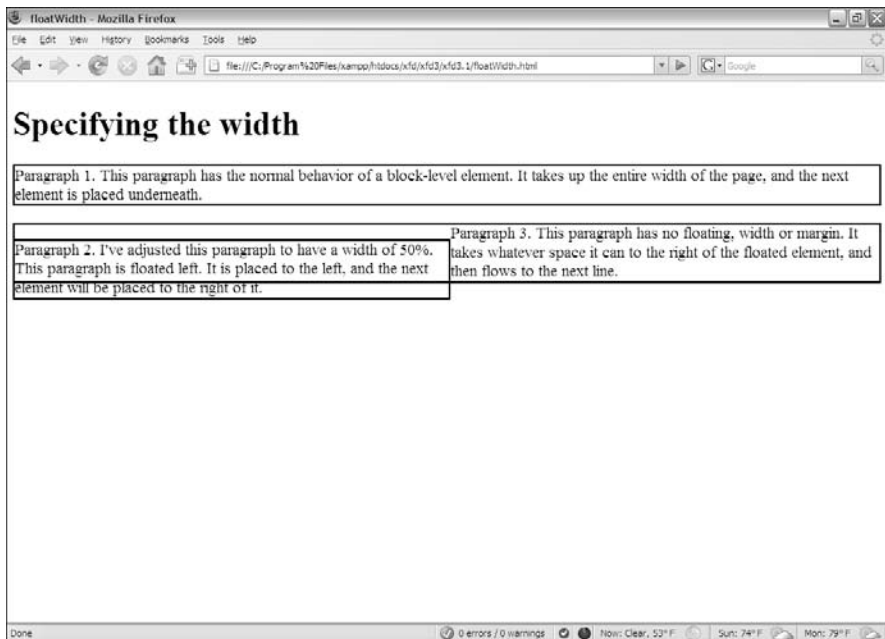 floatWidth - Mozilla Firefox
File Edit View History Bookmarks Tools Help
file:///C:/Program%20Files/xampp/htdocs/xfd/xfd3/xfd3.1/floatWidth.html
G Google
Specifying the width
Paragraph 1. This paragraph has the normal behavior of a block-level element. It takes up the entire width of the page, and the next
element is placed underneath.
Paragraph 2. I've adjusted this paragraph to have a width of 50%.
This paragraph is floated left. It is placed to the left, and the next
element will be placed to the right of it.
Paragraph 3. This paragraph has no floating, width or margin. It
takes whatever space it can to the right of the floated element, and
then flows to the next line.
Done
0 errors / 0 warnings
Now: Clear, 53° F
Sun: 74° F
Mon: 79° F